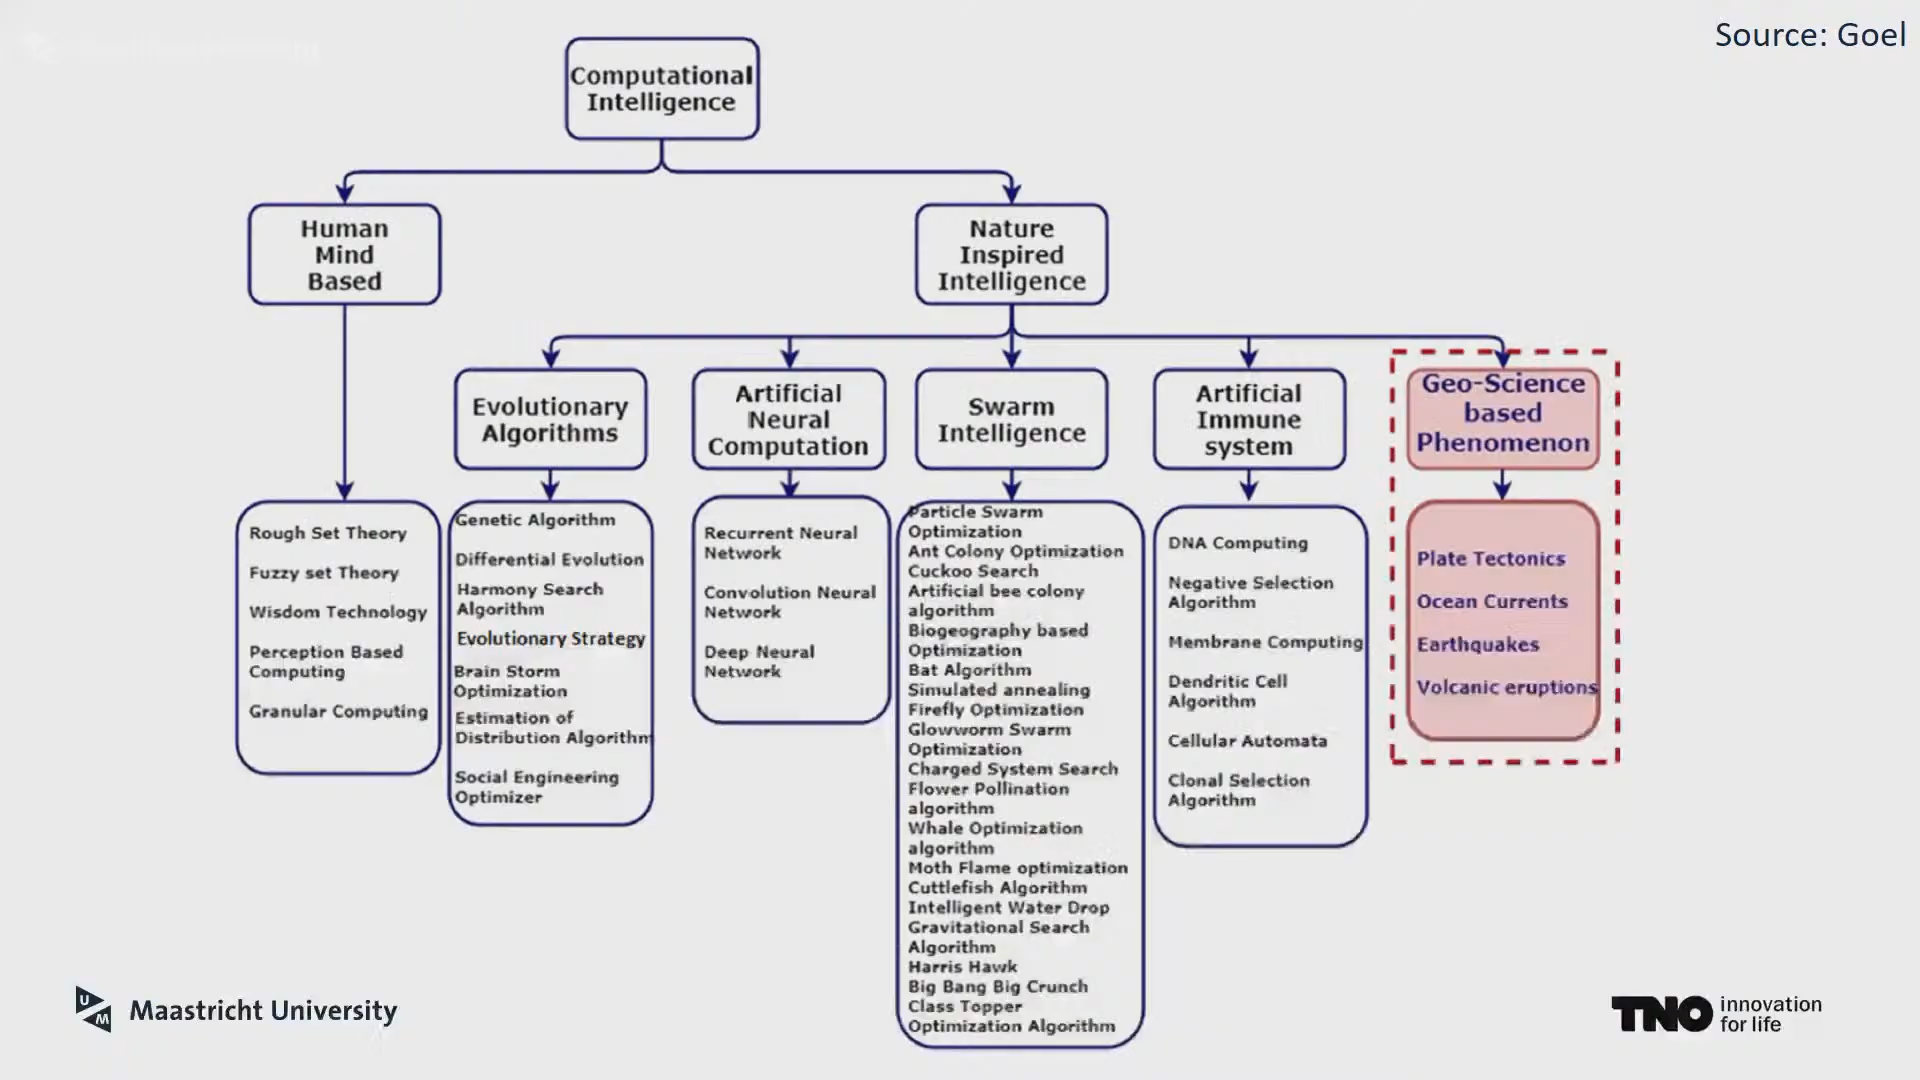 Source: Goel
Computational
Intelligence
Human
Mind
Based
Nature
Inspired
Intelligence
Evolutionary
Algorithms
Artificial
Neural
Computation
Swarm
Intelligence
Artificial
Immune
system
Geo-Science
based
Phenomenon
Rough Set Theory
Fuzzy set Theory
Wisdom Technology
Perception Based
Computing
Granular Computing
Genetic Algorithm
Differential Evolution
Harmony Search
Algorithm
Evolutionary Strategy
Brain Storm
Optimization
Estimation of
Distribution Algorithm
Social Engineering
Optimizer
Recurrent Neural
Network
Convolution Neural
Network
Deep Neural
Network
Particle Swarm
Optimization
Ant Colony Optimization
Cuckoo Search
Artificial bee colony
algorithm
Biogeography based
Optimization
Bat Algorithm
Simulated annealing
Firefly Optimization
Glowworm Swarm
Optimization
Charged System Search
Flower Pollination
algorithm
Whale Optimization
algorithm
Moth Flame optimization
Cuttlefish Algorithm
Intelligent Water Drop
Gravitational Search
Algorithm
Harris Hawk
Big Bang Big Crunch
Class Topper
Optimization Algorithm
DNA Computing
Negative Selection
Algorithm
Membrane Computing
Dendritic Cell
Algorithm
Cellular Automata
Clonal Selection
Algorithm
Plate Tectonics
Ocean Currents
Earthquakes
Volcanic eruptions
UM Maastricht University
TNO innovation
for life